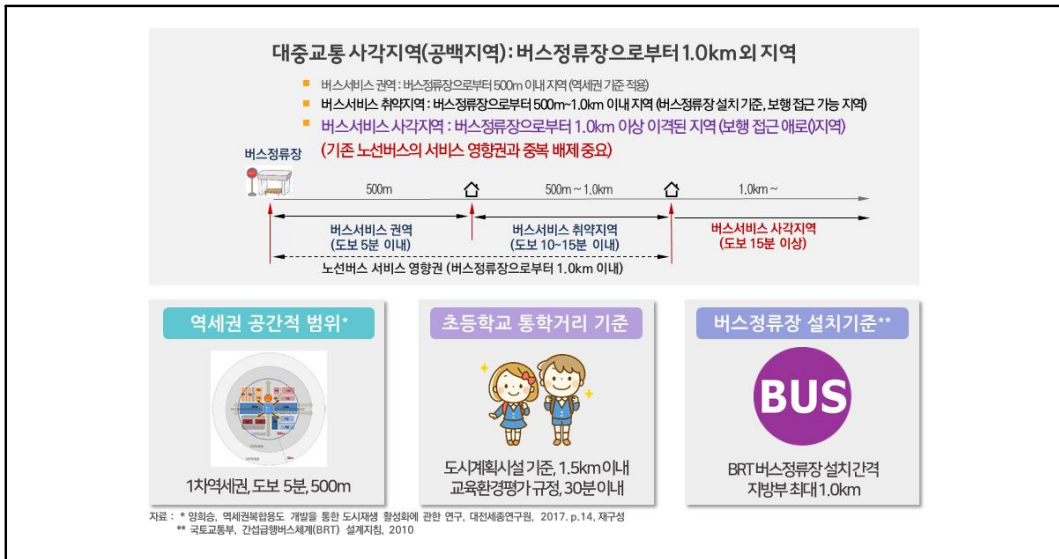 대중교통 사각지역(공백지역) : 버스정류장으로부터 1.0km 외 지역
버스서비스 권역 : 버스정류장으로부터 500m 이내 지역 (역세권 기준 적용)
버스서비스 취약지역 : 버스정류장으로부터 500m~1.0km 이내 지역 (버스정류장 설치 기준, 보행 접근 가능 지역)
버스서비스 사각지역 : 버스정류장으로부터 1.0km 이상 이격된 지역 (보행 접근 애로()지역)
(기존 노선버스의 서비스 영향권과 중복 배제 중요)
버스정류장
500m
500m ~ 1.0km
1.0km ~
버스서비스 권역
(도보 5분 이내)
버스서비스 취약지역
(도보 10~15분 이내)
버스서비스 사각지역
(도보 15분 이상)
노선버스 서비스 영향권 (버스정류장으로부터 1.0km 이내)
역세권 공간적 범위*
1차역세권, 도보 5분, 500m
초등학교 통학거리 기준
도시계획시설 기준, 1.5km 이내
교육환경평가 규정, 30분 이내
버스정류장 설치기준**
BUS
BRT 버스정류장 설치 간격
지방부 최대 1.0km
자료 : * 양희승, 역세권복합용도 개발을 통한 도시재생 활성화에 관한 연구, 대전세종연구원, 2017. p.14, 재구성
** 국토교통부, 간섭급행버스체계(BRT) 설계지침, 2010